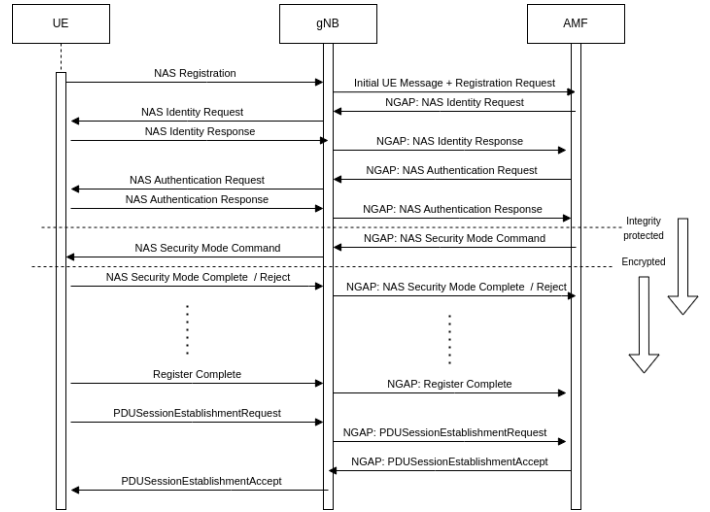 UE
gNB
AMF
NAS Registration
Initial UE Message + Registration Request
NGAP: NAS Identity Request
NAS Identity Request
NAS Identity Response
NGAP: NAS Identity Response
NGAP: NAS Authentication Request
NAS Authentication Request
NAS Authentication Response
NGAP: NAS Authentication Response
Integrity
protected
NGAP: NAS Security Mode Command
NAS Security Mode Command
Encrypted
NAS Security Mode Complete / Reject
NGAP: NAS Security Mode Complete / Reject
Register Complete
NGAP: Register Complete
PDUSessionEstablishmentRequest
NGAP: PDUSessionEstablishmentRequest
NGAP: PDUSessionEstablishmentAccept
PDUSessionEstablishmentAccept